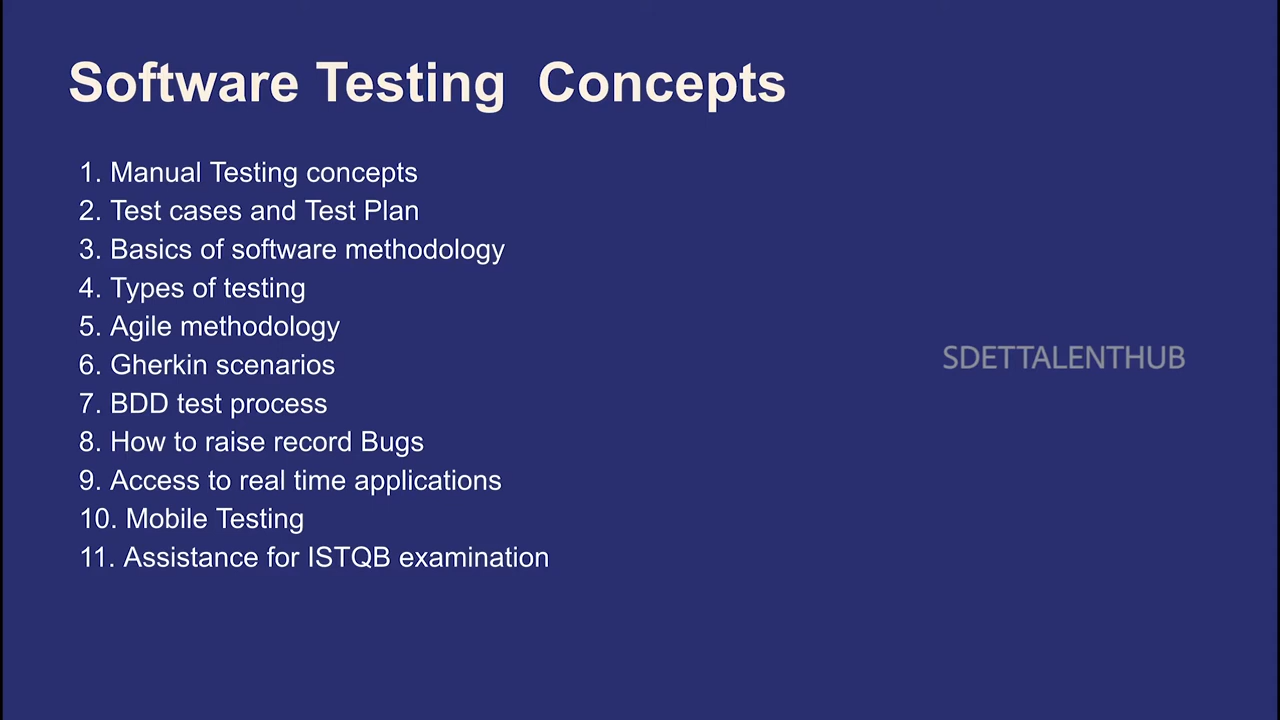 Software Testing  Concepts
1. Manual Testing concepts
2. Test cases and Test Plan
3. Basics of software methodology
4. Types of testing
5. Agile methodology
6. Gherkin scenarios
7. BDD test process
8. How to raise record Bugs
9. Access to real time applications
10. Mobile Testing
11. Assistance for ISTQB examination
SDETTALENTHUB